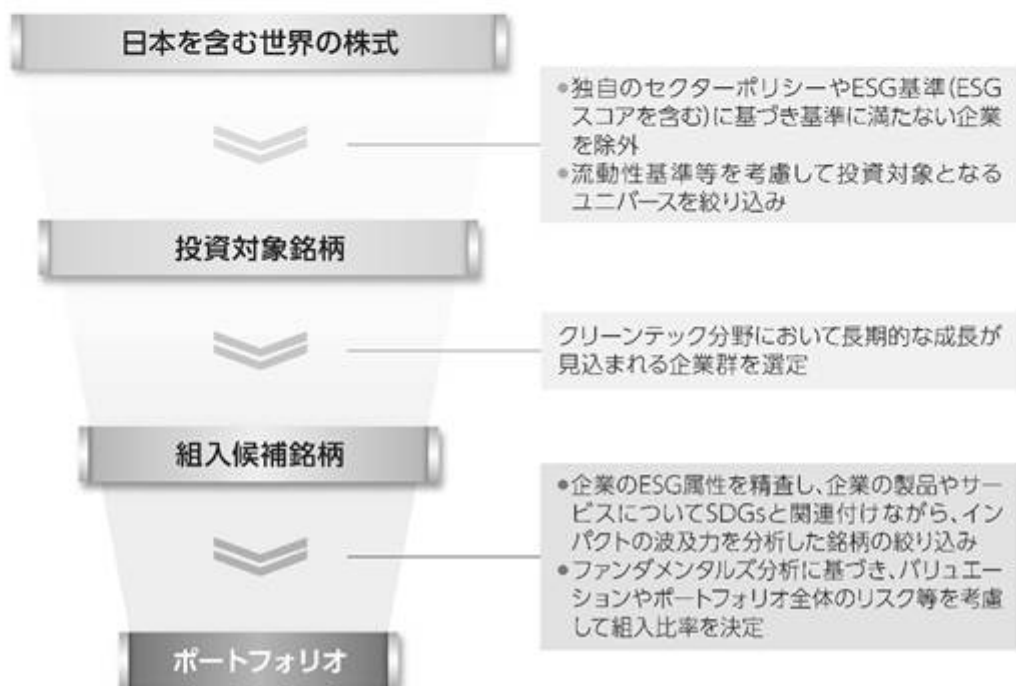 日本を含む世界の株式
●独自のセクターポリシーやESG基準(ESG
スコアを含む)に基づき基準に満たない企業
を除外
●流動性基準等を考慮して投資対象となる
ユニバースを絞り込み
投資対象銘柄
クリーンテック分野において長期的な成長が
見込まれる企業群を選定
組入候補銘柄
●企業のESG属性を精査し、企業の製品やサー
ビスについてSDGsと関連付けながら、イン
パクトの波及力を分析した銘柄の絞り込み
●ファンダメンタルズ分析に基づき、バリュエー
ションやポートフォリオ全体のリスク等を考慮
して組入比率を決定
ポートフォリオ